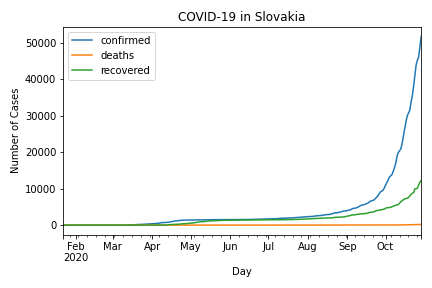 COVID-19 in Slovakia
confirmed
deaths
recovered
Number of Cases
50000
40000
30000
20000
10000
0
Feb Mar Apr May Jun Jul Aug Sep Oct
2020
Day